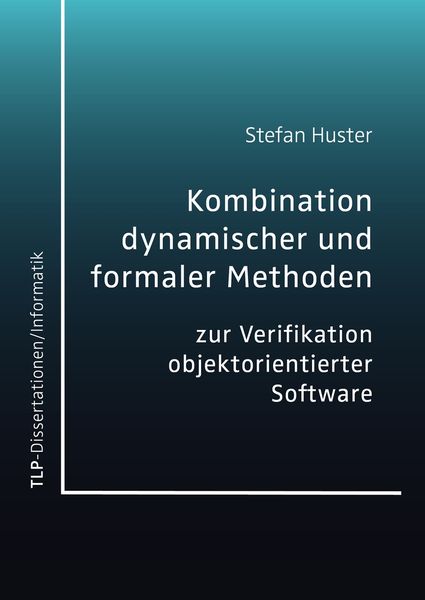 Stefan Huster
Kombination
dynamischer und
formaler Methoden
zur Verifikation
objektorientierter
Software
TLP-Dissertationen/Informatik